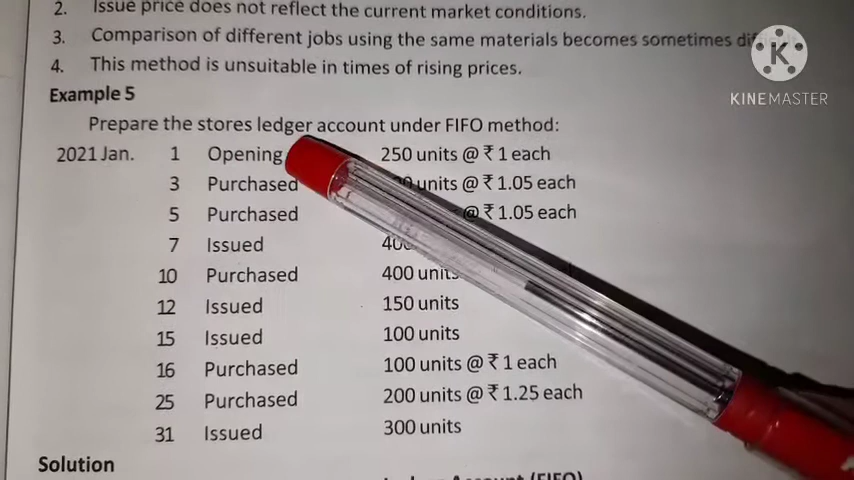 2. Issue price does not reflect the current market conditions.
3. Comparison of different jobs using the same materials becomes sometimes
4. This method is unsuitable in times of rising prices.
K
KINEMASTER
Example 5
Prepare the stores ledger account under FIFO method:
2021 Jan. 1 Opening 250 units @ ₹ 1 each
3 Purchased units @ ₹ 1.05 each
5 Purchased @ ₹ 1.05 each
7 Issued
10 Purchased 400 units
12 Issued 150 units
15 Issued 100 units
16 Purchased 100 units @ ₹ 1 each
25 Purchased 200 units @ ₹ 1.25 each
31 Issued 300 units
Solution
(FIFO)